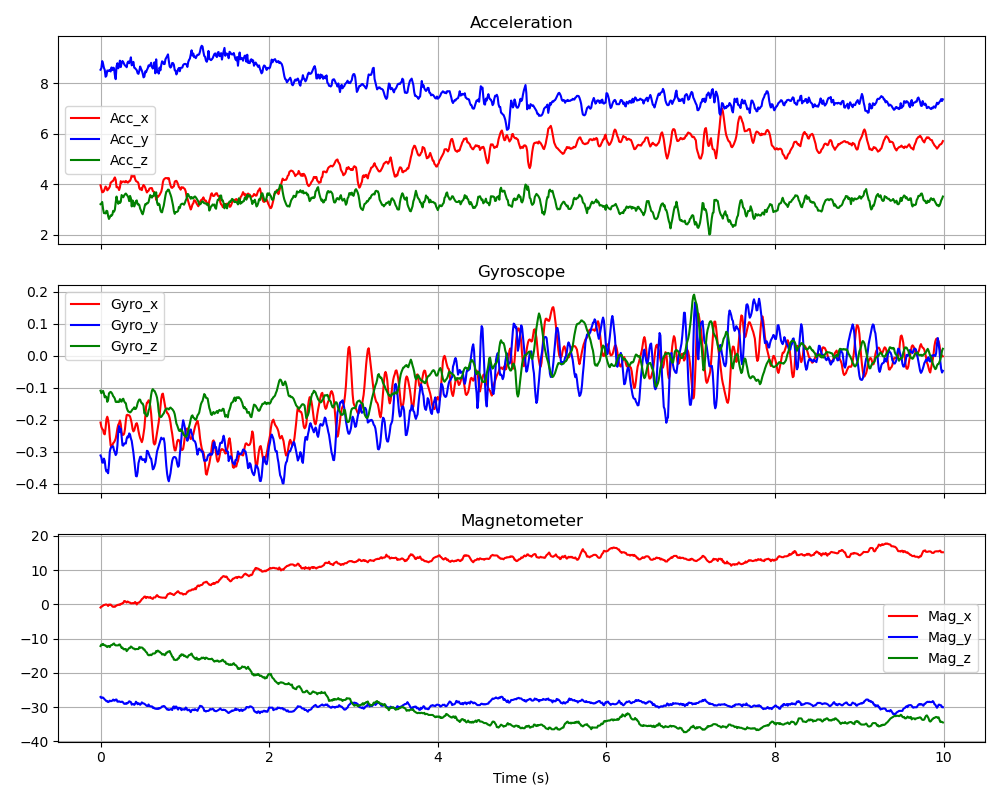 Acceleration
8
6
4
2
Acc_x
Acc_y
Acc_z
Gyroscope
0.2
0.1
0.0
−0.1
−0.2
−0.3
−0.4
Gyro_x
Gyro_y
Gyro_z
Magnetometer
20
10
0
−10
−20
−30
−40
Mag_x
Mag_y
Mag_z
0 2 4 6 8 10
Time (s)